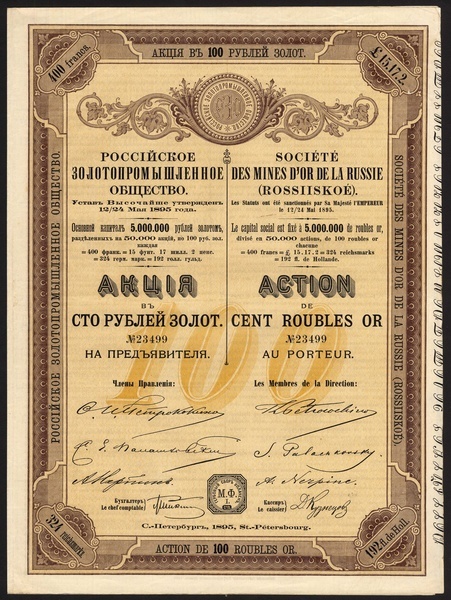 400 francs.
АКЦІЯ ВЪ 100 РУБЛЕЙ ЗОЛОТ.
£ 15.17.2.
РОССІЙСКОЕ ЗОЛОТОПРОМЫШЛЕННОЕ ОБЩЕСТВО.
РОССІЙСКОЕ
ЗОЛОТОПРОМЫШЛЕННОЕ
ОБЩЕСТВО.
Уставъ Высочайше утвержденъ
12/24 Мая 1895 года.
Основной капиталъ 5.000.000 рублей золотомъ,
раздѣленныхъ на 50.000 акцій, по 100 руб. зол.
каждая
= 400 франк. = 15 фунт. 17 шилл. 2 пенс.
= 324 герм. марк. = 192 голл. гульд.
АКЦІЯ
ВЪ
СТО РУБЛЕЙ ЗОЛОТ.
№23499
НА ПРЕДЪЯВИТЕЛЯ.
Члены Правленія:
SOCIÉTÉ
DES MINES D'OR DE LA RUSSIE
(ROSSIISKOÉ).
Les Statuts ont été sanctionnés par Sa Majesté l'EMPEREUR
le 12/24 Mai 1895.
Le capital social est fixé à 5.000.000 de roubles or,
divisé en 50.000 actions, de 100 roubles or
chacune
= 400 francs = £. 15, 17, 2 = 324 reichsmarks
= 192 fl. de Hollande.
ACTION
DE
CENT ROUBLES OR
№23499
AU PORTEUR.
Les Membres de la Direction:
100
SOCIÉTÉ DES MINES D'OR DE LA RUSSIE (ROSSIISKOÉ).
Бухгалтеръ
Le chef comptable
М.Ф.
I.
Кассиръ
Le caissier
324 reichsmarks
С.-Петербургъ, 1895, St.-Pétersbourg.
192 fl. de Holl.
ACTION DE 100 ROUBLES OR.